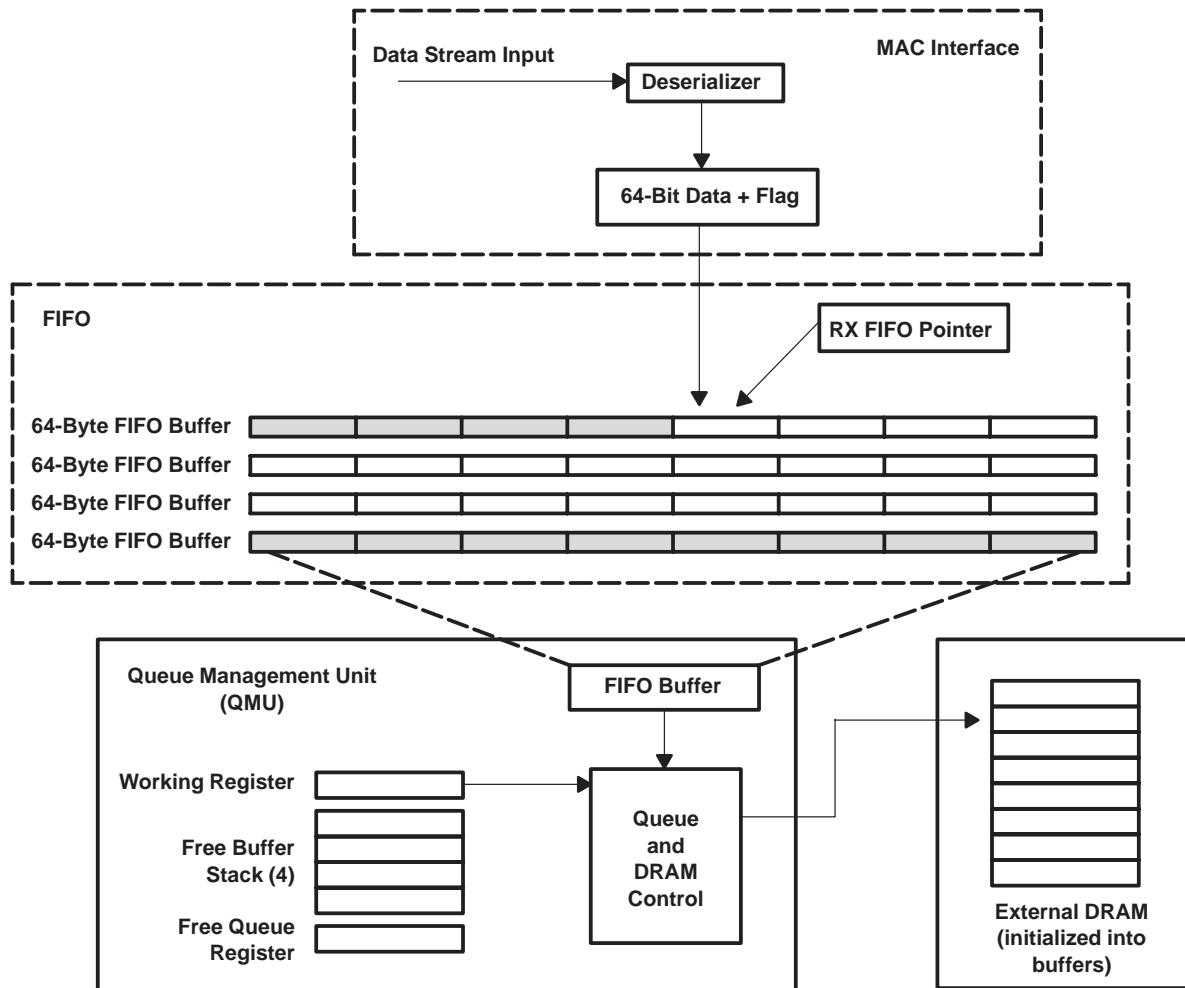 MAC Interface
Data Stream Input
Deserializer
64-Bit Data + Flag
FIFO
RX FIFO Pointer
64-Byte FIFO Buffer
64-Byte FIFO Buffer
64-Byte FIFO Buffer
64-Byte FIFO Buffer
Queue Management Unit
(QMU)
FIFO Buffer
Working Register
Free Buffer
Stack (4)
Free Queue
Register
Queue
and
DRAM
Control
External DRAM
(initialized into
buffers)